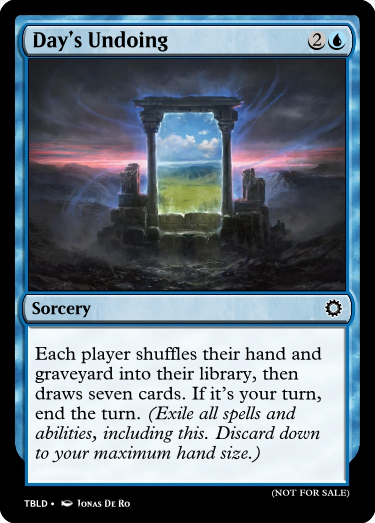 Day's Undoing 2
Sorcery
Each player shuffles their hand and
graveyard into their library, then
draws seven cards. If it's your turn,
end the turn. (Exile all spells and
abilities, including this. Discard down
to your maximum hand size.)
(NOT FOR SALE)
TBLD • Jonas De Ro